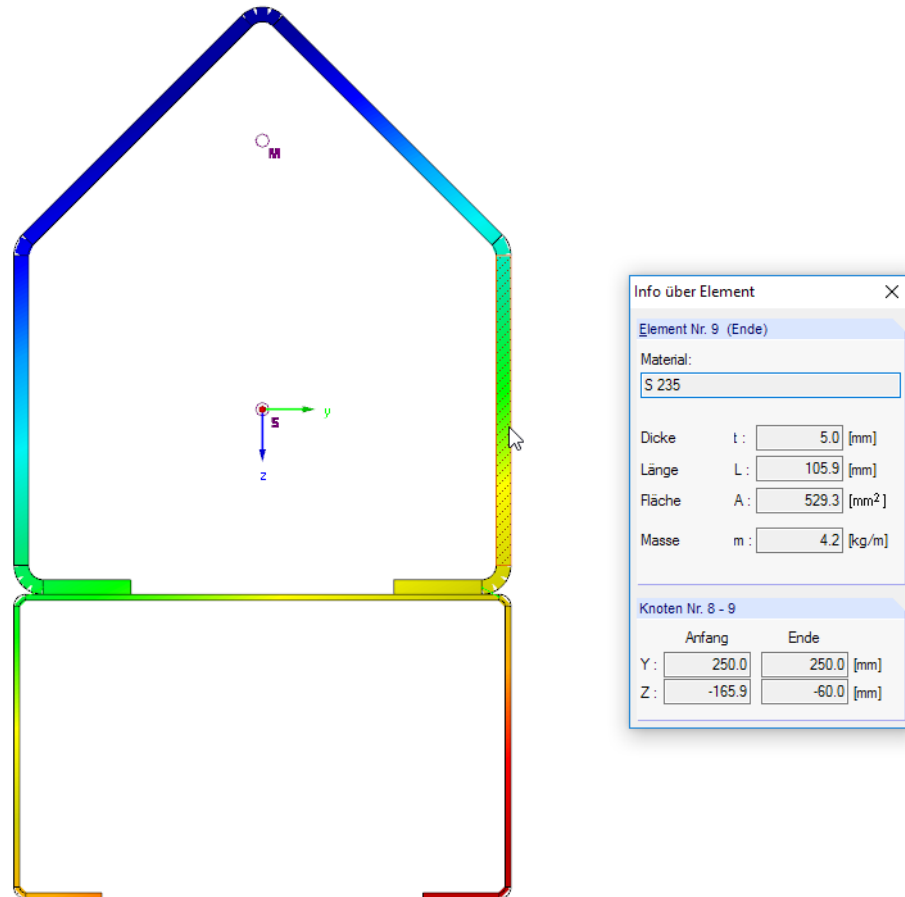 M
S
y
z
Info über Element
Element Nr. 9 (Ende)
Material:
S 235
Dicke t : 5.0 [mm]
Länge L : 105.9 [mm]
Fläche A : 529.3 [mm²]
Masse m : 4.2 [kg/m]
Knoten Nr. 8 - 9
Anfang Ende
Y : 250.0 250.0 [mm]
Z : -165.9 -60.0 [mm]